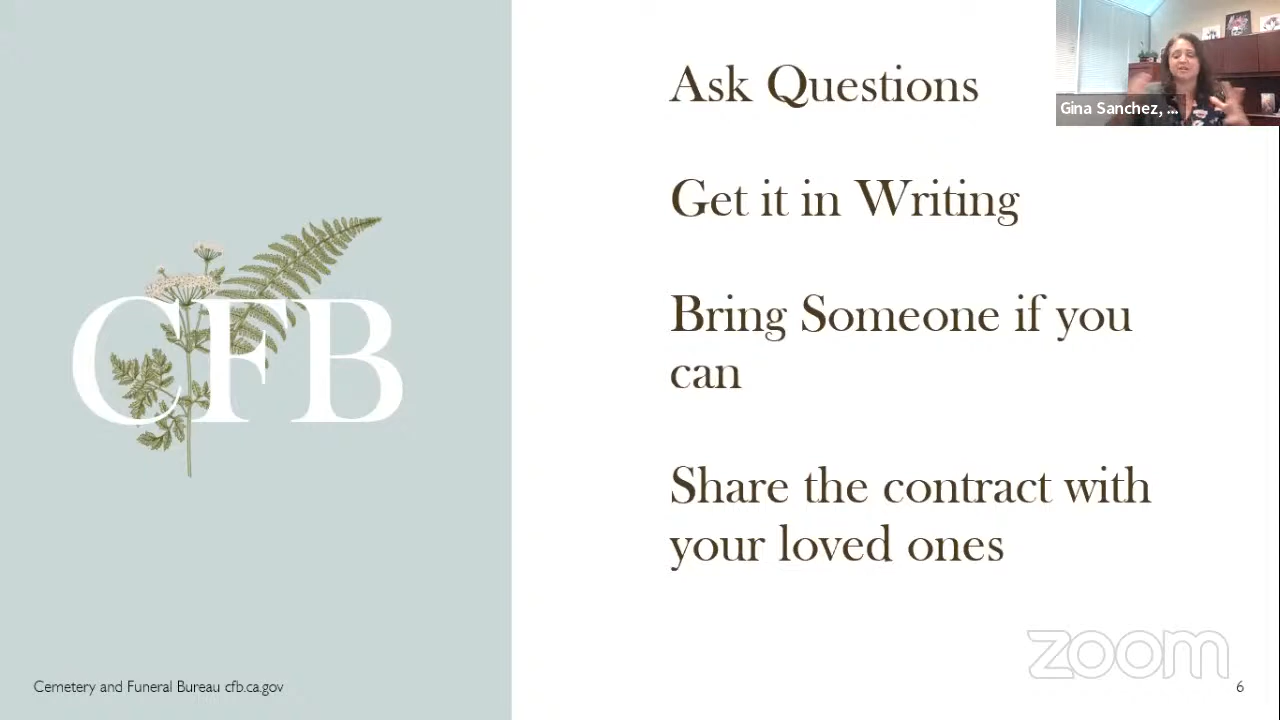 Ask Questions
Gina Sanchez, ...
Get it in Writing
Bring Someone if you
can
CFB
Share the contract with
your loved ones
zoom
Cemetery and Funeral Bureau cfb.ca.gov
6